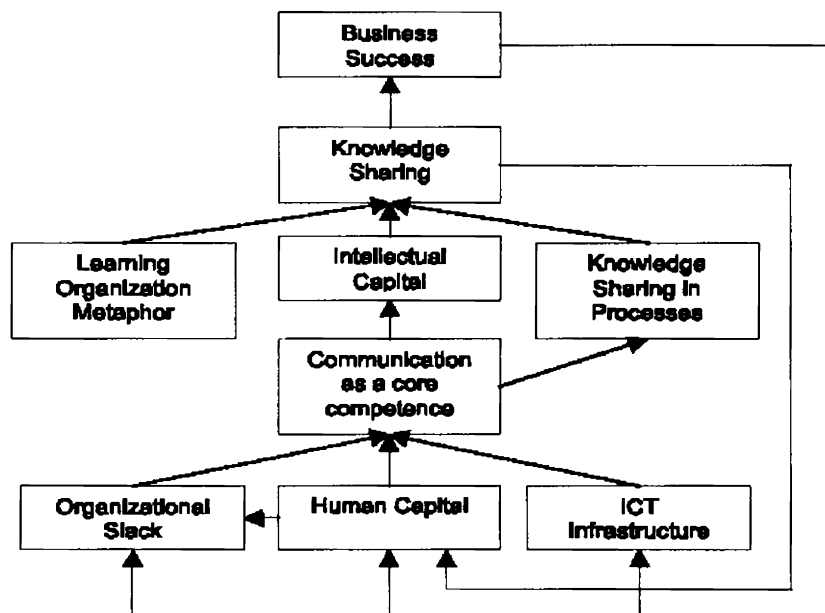 Business
Success
Knowledge
Sharing
Learning
Organization
Metaphor
Intellectual
Capital
Knowledge
Sharing in
Processes
Communication
as a core
competence
Organizational
Slack
Human Capital
ICT
Infrastructure